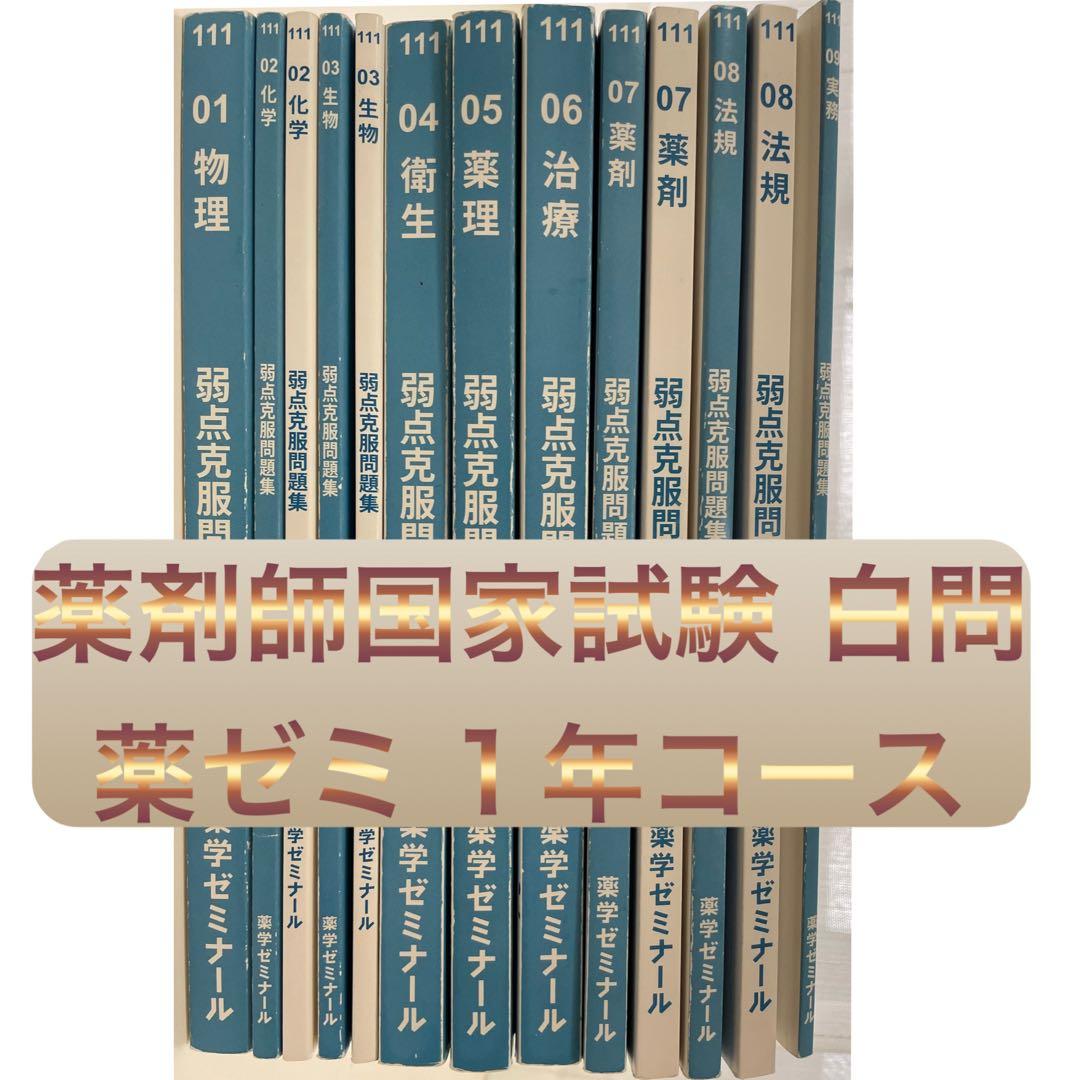 111 01 物理 弱点克服問 薬学ゼミナール
111 02 化学 弱点克服問題集 薬学ゼミナール
111 02 化学 弱点克服問題集 学ゼミナール
111 03 生物 弱点克服問題集 薬学ゼミナール
111 03 生物 弱点克服問題集 学ゼミナール
111 04 衛生 弱点克服問 薬学ゼミナール
111 05 薬理 弱点克服問 薬学ゼミナール
111 06 治療 弱点克服問 薬学ゼミナール
111 07 薬剤 弱点克服問題 薬学ゼミナール
111 07 薬剤 弱点克服問 薬学ゼミナール
111 08 法規 弱点克服問題集 薬学ゼミナール
111 08 法規 弱点克服問 薬学ゼミナール
111 09 実務 弱点克服問題集 薬学ゼミナール
薬剤師国家試験 白問
薬ゼミ 1年コース